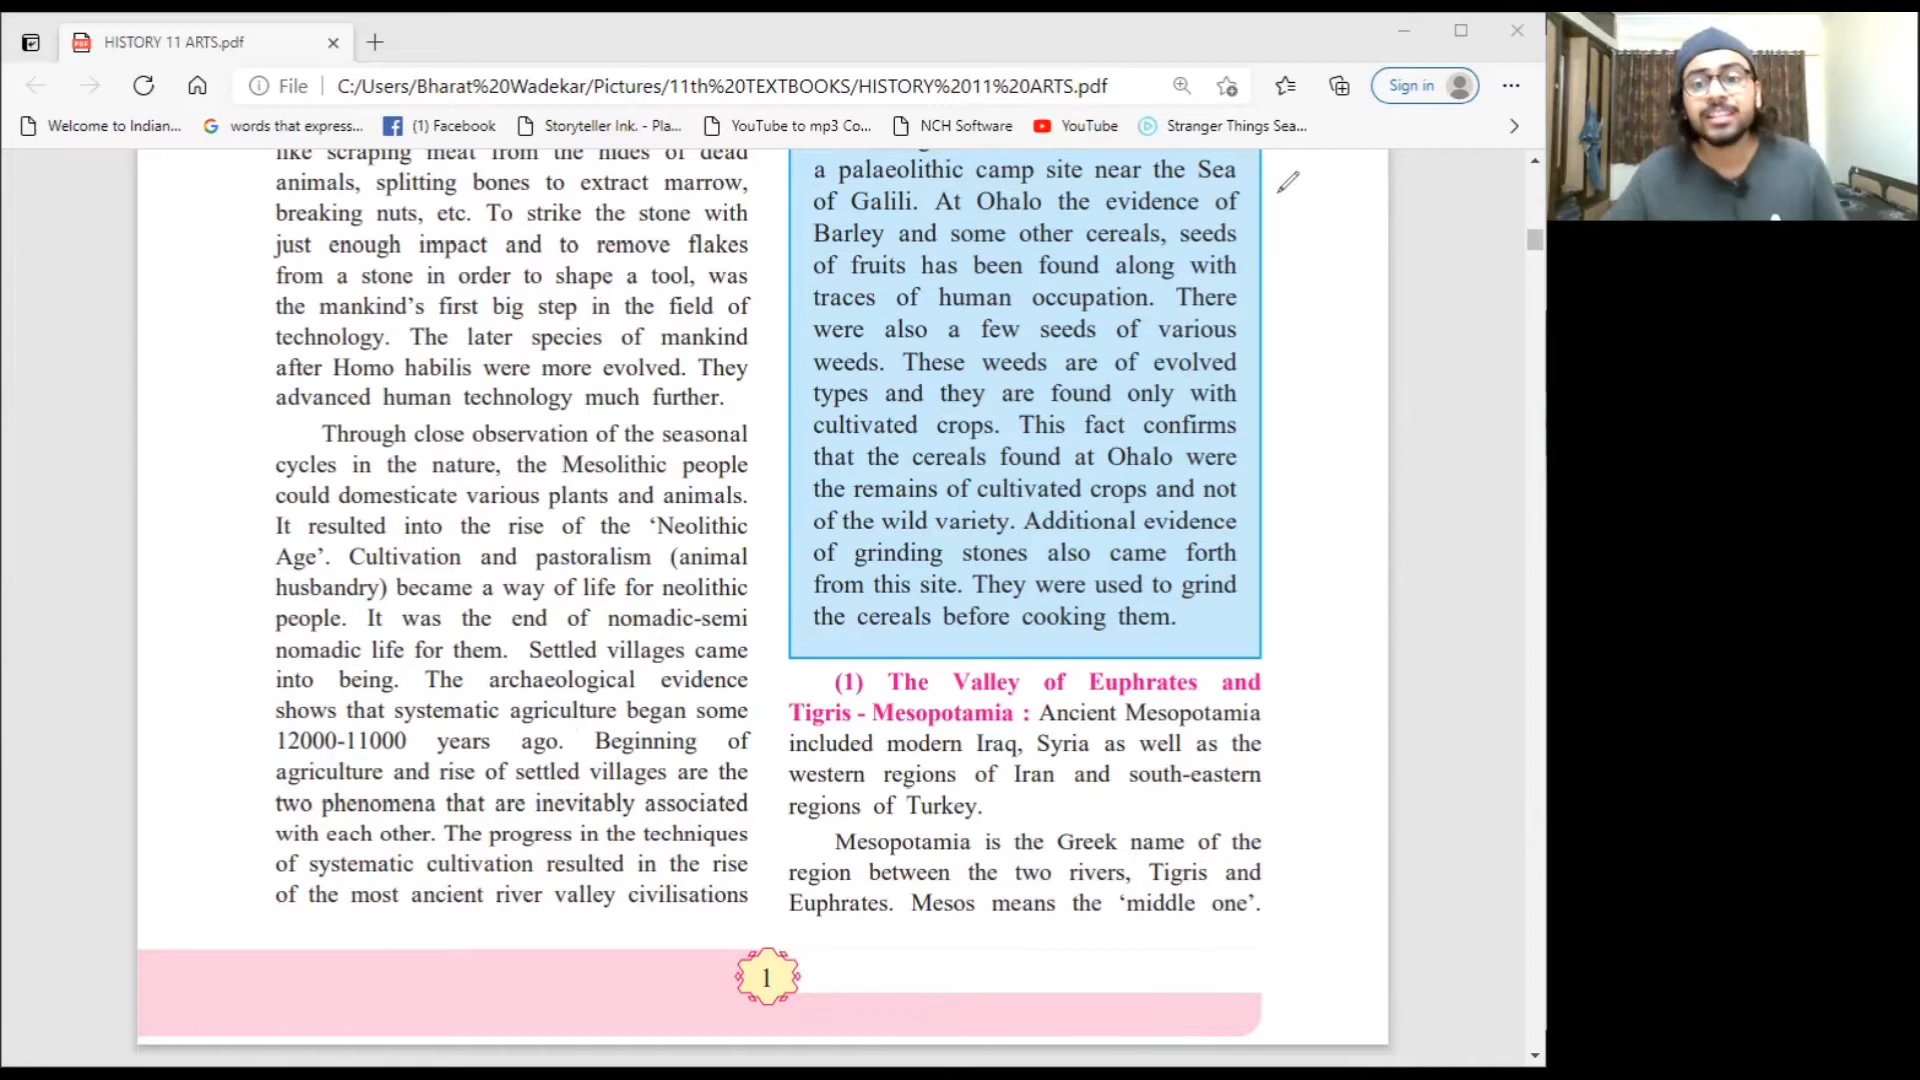 HISTORY 11 ARTS.pdf
File
C:/Users/Bharat%20Wadekar/Pictures/11th%20TEXTBOOKS/HISTORY%2011%20ARTS.pdf
Sign in
Welcome to Indian...
words that express...
(1) Facebook
Storyteller Ink. - Pla...
YouTube to mp3 Co...
NCH Software
YouTube
Stranger Things Sea...
like scraping meat from the hides of dead
animals, splitting bones to extract marrow,
breaking nuts, etc. To strike the stone with
just enough impact and to remove flakes
from a stone in order to shape a tool, was
the mankind’s first big step in the field of
technology. The later species of mankind
after Homo habilis were more evolved. They
advanced human technology much further.
Through close observation of the seasonal
cycles in the nature, the Mesolithic people
could domesticate various plants and animals.
It resulted into the rise of the ‘Neolithic
Age’. Cultivation and pastoralism (animal
husbandry) became a way of life for neolithic
people. It was the end of nomadic-semi
nomadic life for them. Settled villages came
into being. The archaeological evidence
shows that systematic agriculture began some
12000-11000 years ago. Beginning of
agriculture and rise of settled villages are the
two phenomena that are inevitably associated
with each other. The progress in the techniques
of systematic cultivation resulted in the rise
of the most ancient river valley civilisations
a palaeolithic camp site near the Sea
of Galili. At Ohalo the evidence of
Barley and some other cereals, seeds
of fruits has been found along with
traces of human occupation. There
were also a few seeds of various
weeds. These weeds are of evolved
types and they are found only with
cultivated crops. This fact confirms
that the cereals found at Ohalo were
the remains of cultivated crops and not
of the wild variety. Additional evidence
of grinding stones also came forth
from this site. They were used to grind
the cereals before cooking them.
(1) The Valley of Euphrates and
Tigris - Mesopotamia : Ancient Mesopotamia
included modern Iraq, Syria as well as the
western regions of Iran and south-eastern
regions of Turkey.
Mesopotamia is the Greek name of the
region between the two rivers, Tigris and
Euphrates. Mesos means the ‘middle one’.
1